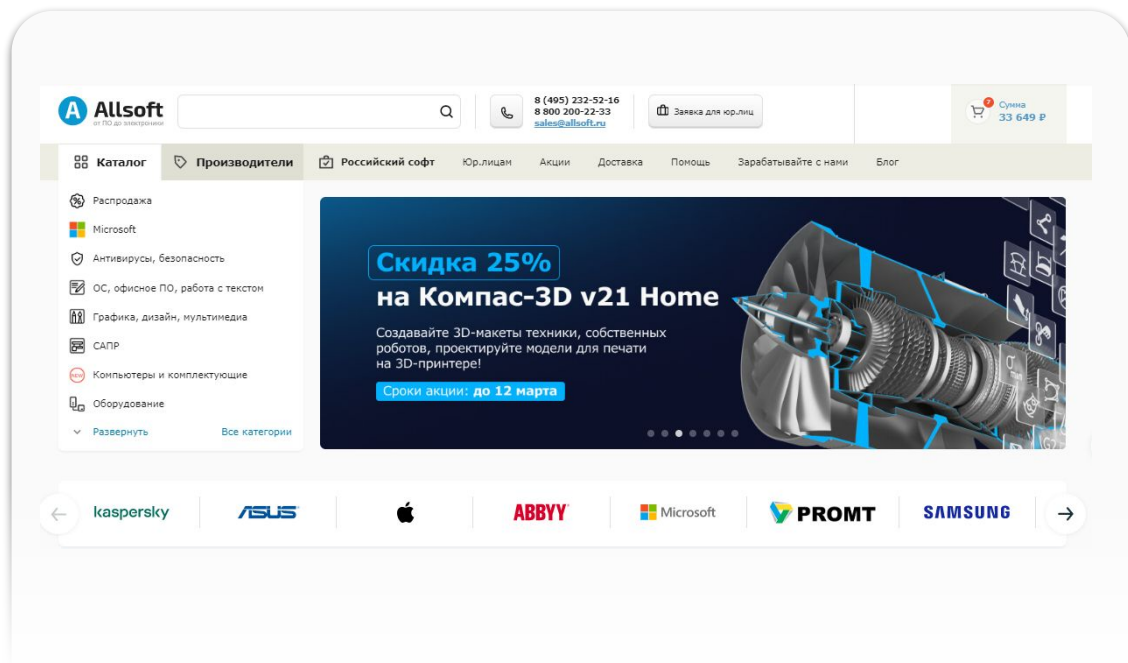 Allsoft
от ПО до электроники
8 (495) 232-52-16
8 800 200-22-33
sales@allsoft.ru
Заявка для юр.лиц
Сумма
33 649 ₽
Каталог
Производители
Российский софт
Юр.лицам
Акции
Доставка
Помощь
Зарабатывайте с нами
Блог
Распродажа
Microsoft
Антивирусы, безопасность
ОС, офисное ПО, работа с текстом
Графика, дизайн, мультимедиа
САПР
NEW
Компьютеры и комплектующие
Оборудование
Развернуть
Все категории
Скидка 25%
на Компас-3D v21 Home
Создавайте 3D-макеты техники, собственных
роботов, проектируйте модели для печати
на 3D-принтере!
Сроки акции: до 12 марта
kaspersky
ASUS
ABBYY
Microsoft
PROMT
SAMSUNG